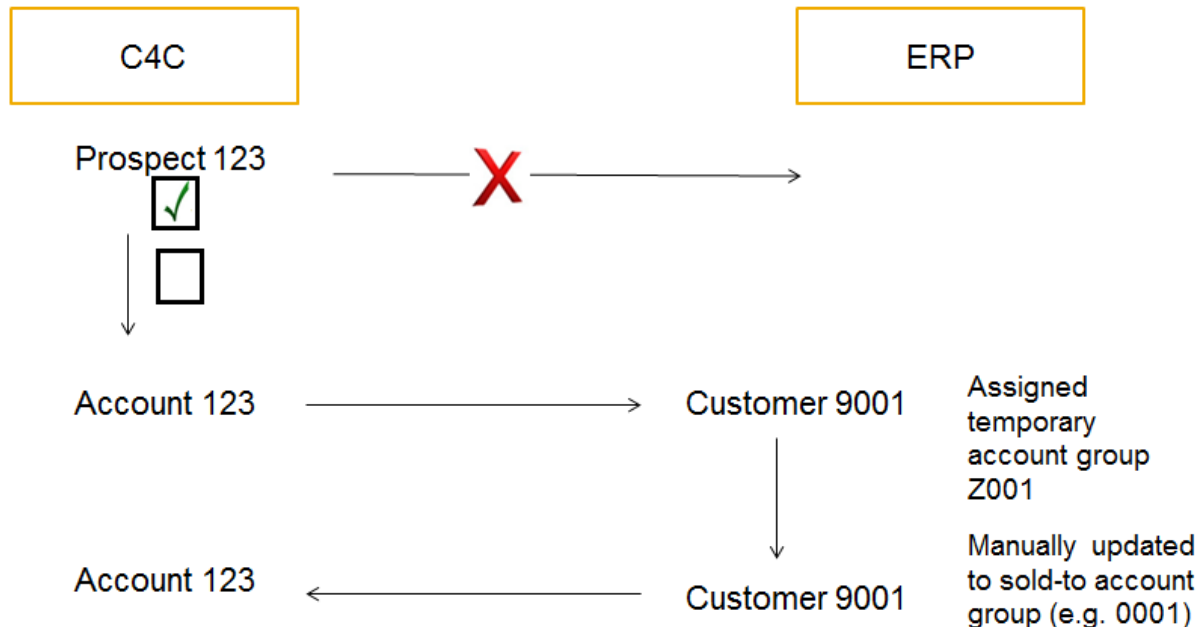 C4C
ERP
Prospect 123
X
Account 123
Customer 9001
Assigned
temporary
account group
Z001
Account 123
Customer 9001
Manually updated
to sold-to account
group (e.g. 0001)